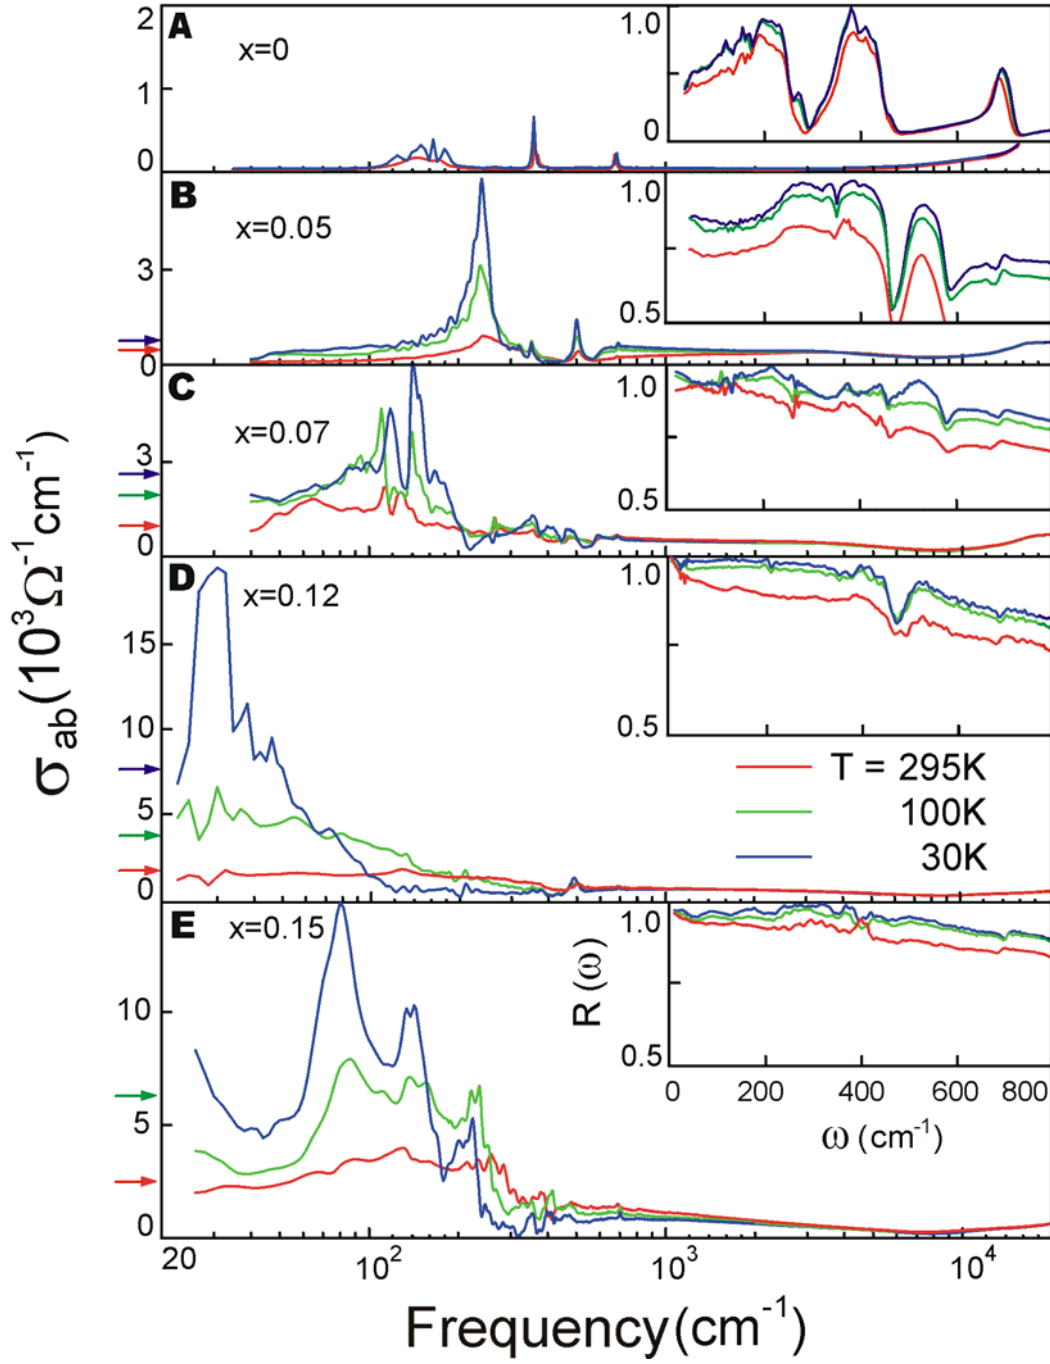 A
x=0
2
1
0
1.0
0
B
x=0.05
3
0
1.0
0.5
C
x=0.07
3
0
1.0
0.5
D
x=0.12
15
10
5
0
1.0
0.5
T = 295K
100K
30K
E
x=0.15
10
5
0
1.0
0.5
R (ω)
0 200 400 600 800
ω (cm⁻¹)
σ_ab (10³Ω⁻¹cm⁻¹)
20 10² 10³ 10⁴
Frequency (cm⁻¹)